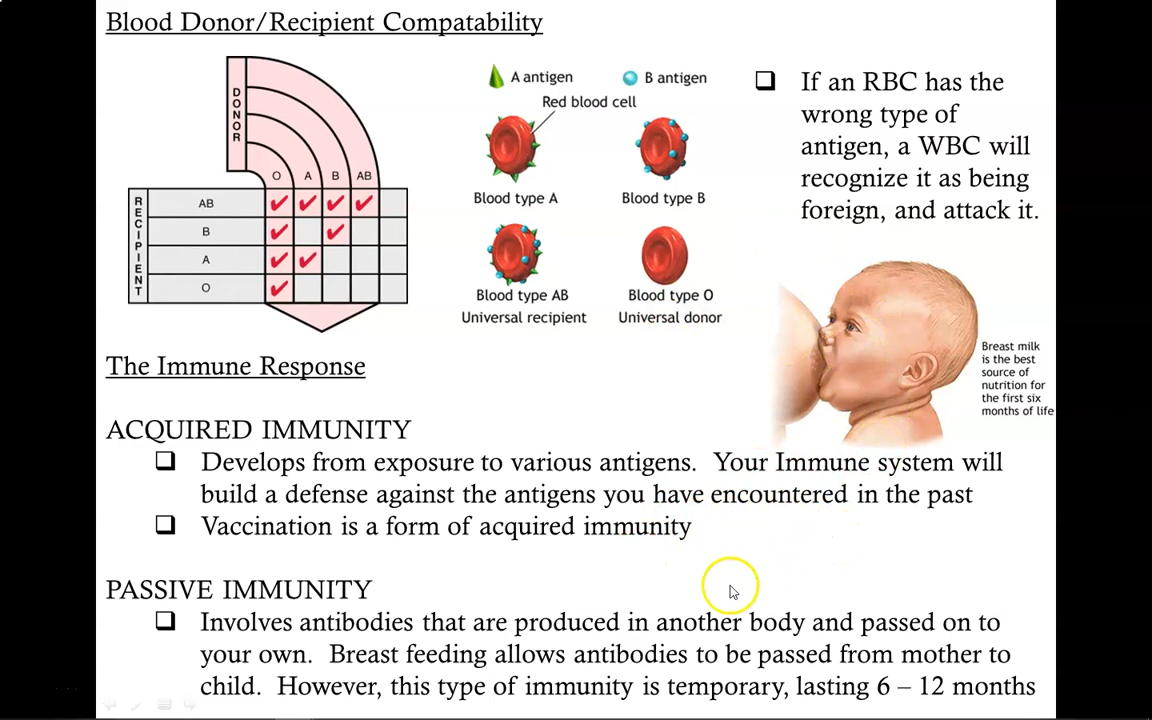 Blood Donor/Recipient Compatability
DONOR
O A B AB
RECIPIENT
AB
B
A
O
A antigen
B antigen
Red blood cell
Blood type A
Blood type B
Blood type AB
Universal recipient
Blood type O
Universal donor
❑ If an RBC has the
wrong type of
antigen, a WBC will
recognize it as being
foreign, and attack it.
Breast milk
is the best
source of
nutrition for
the first six
months of life
The Immune Response
ACQUIRED IMMUNITY
❑ Develops from exposure to various antigens. Your Immune system will
build a defense against the antigens you have encountered in the past
❑ Vaccination is a form of acquired immunity
PASSIVE IMMUNITY
❑ Involves antibodies that are produced in another body and passed on to
your own. Breast feeding allows antibodies to be passed from mother to
child. However, this type of immunity is temporary, lasting 6 – 12 months